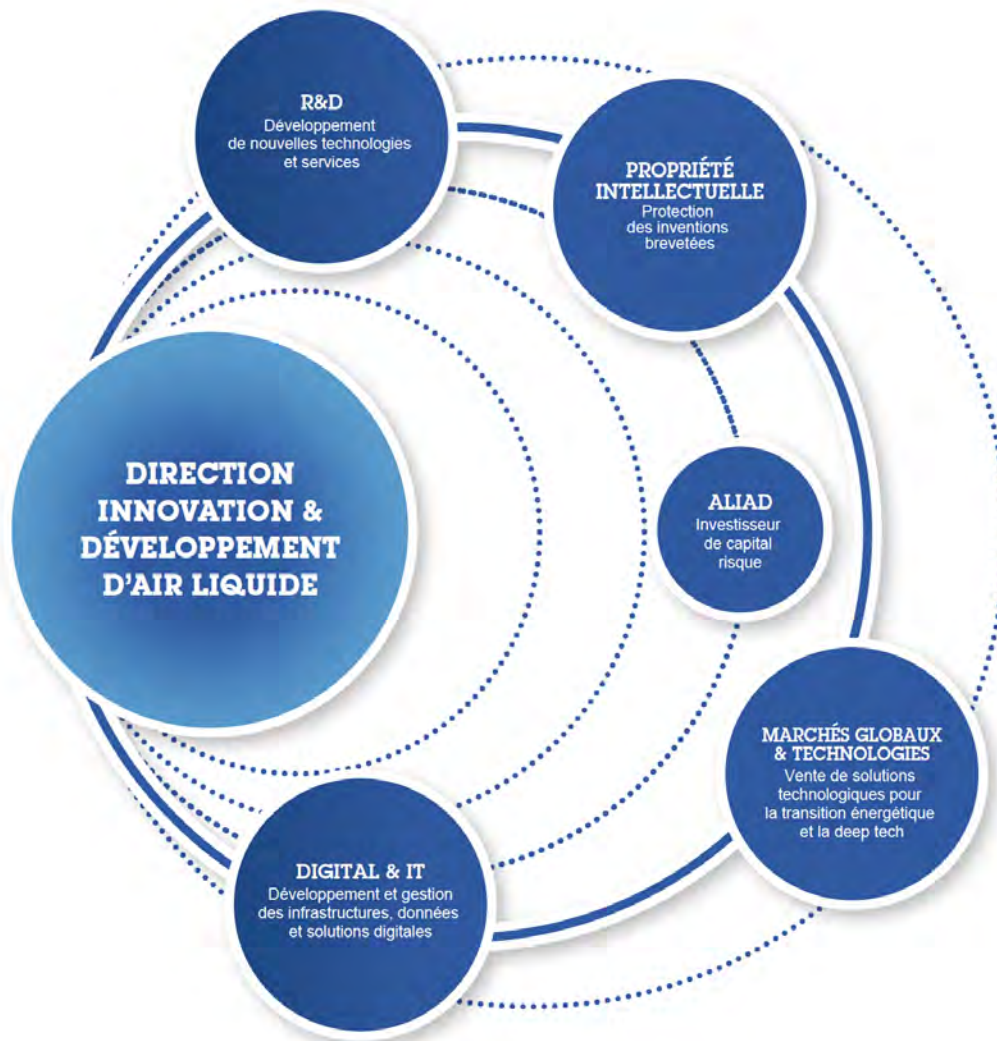 R&D
Développement
de nouvelles technologies
et services
PROPRIÉTÉ
INTELLECTUELLE
Protection
des inventions
brevetées
DIRECTION
INNOVATION &
DÉVELOPPEMENT
D'AIR LIQUIDE
ALIAD
Investisseur
de capital
risque
MARCHÉS GLOBAUX
& TECHNOLOGIES
Vente de solutions
technologiques pour
la transition énergétique
et la deep tech
DIGITAL & IT
Développement et gestion
des infrastructures, données
et solutions digitales